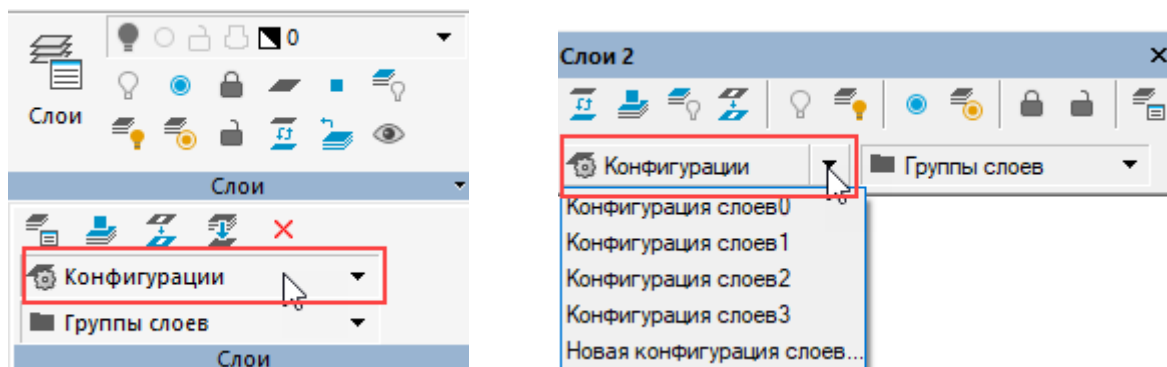 0
Слои
Слои
Конфигурации
Группы слоев
Слои
Слои 2
Конфигурации
Группы слоев
Конфигурация слоев0
Конфигурация слоев1
Конфигурация слоев2
Конфигурация слоев3
Новая конфигурация слоев...